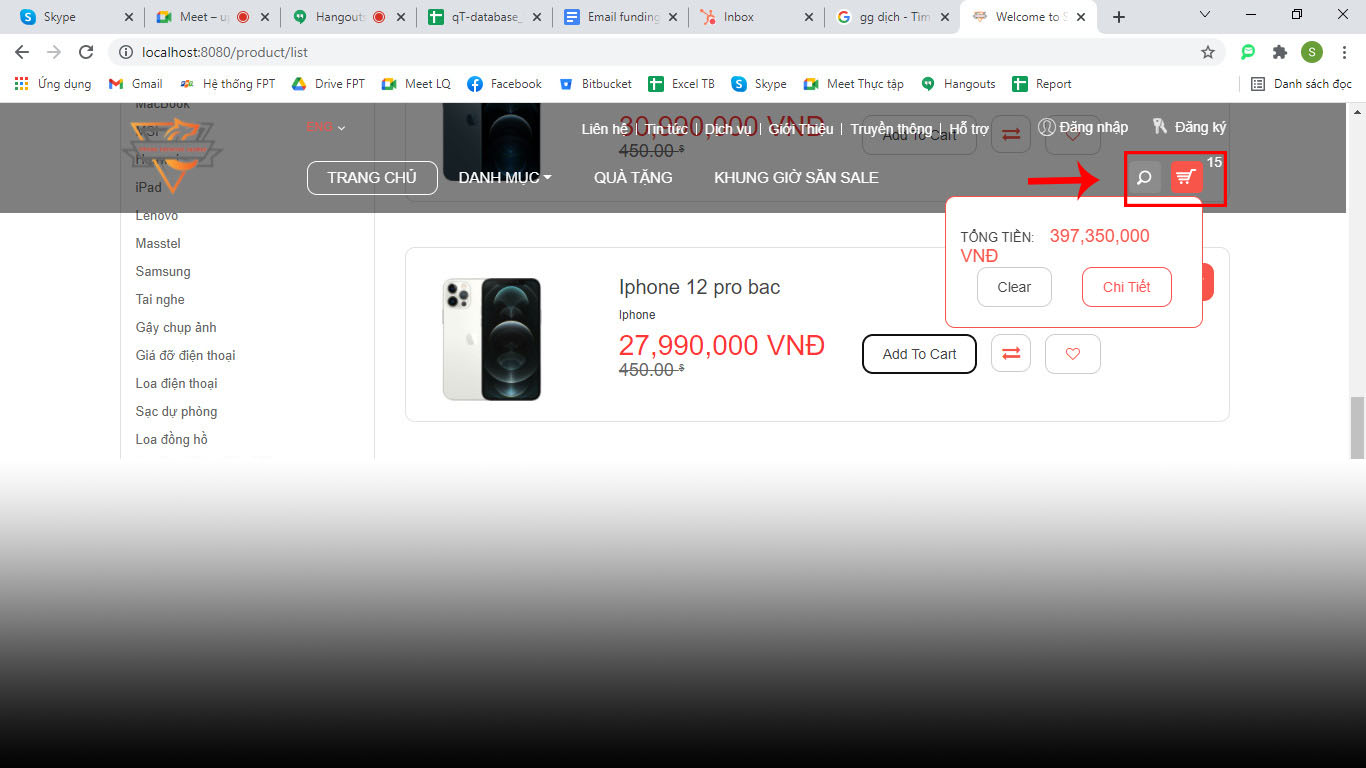 Skype
Meet – u
Hangouts
qT-database_
Email funding
Inbox
gg dịch - Tìm
Welcome to S
localhost:8080/product/list
S
Ứng dụng
Gmail
Hệ thống FPT
Drive FPT
Meet LQ
Facebook
Bitbucket
Excel TB
Skype
Meet Thực tập
Hangouts
Report
Danh sách đọc
MacBook
MSI
iPad
Lenovo
Masstel
Samsung
Tai nghe
Gậy chụp ảnh
Giá đỡ điện thoại
Loa điện thoại
Sạc dự phòng
Loa đồng hồ
Liên hệ
Tin tức
Dịch vụ
Giới Thiệu
Truyền thông
Hỗ trợ
Đăng nhập
Đăng ký
30,990,000 VNĐ
450.00 $
Add To Cart
TRANG CHỦ
DANH MỤC
QUÀ TẶNG
KHUNG GIỜ SĂN SALE
15
TỔNG TIỀN: 397,350,000
VNĐ
Clear
Chi Tiết
Iphone 12 pro bac
Iphone
27,990,000 VNĐ
450.00 $
Add To Cart